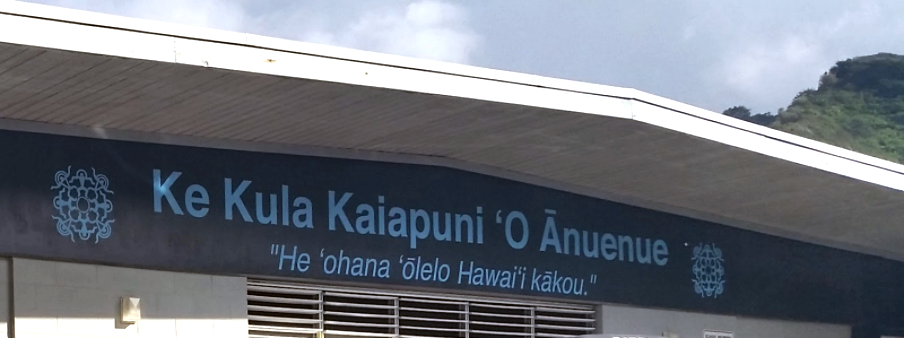 Ke Kula Kaiapuni ʻO Ānuenue
"He ʻohana ʻōlelo Hawaiʻi kākou."